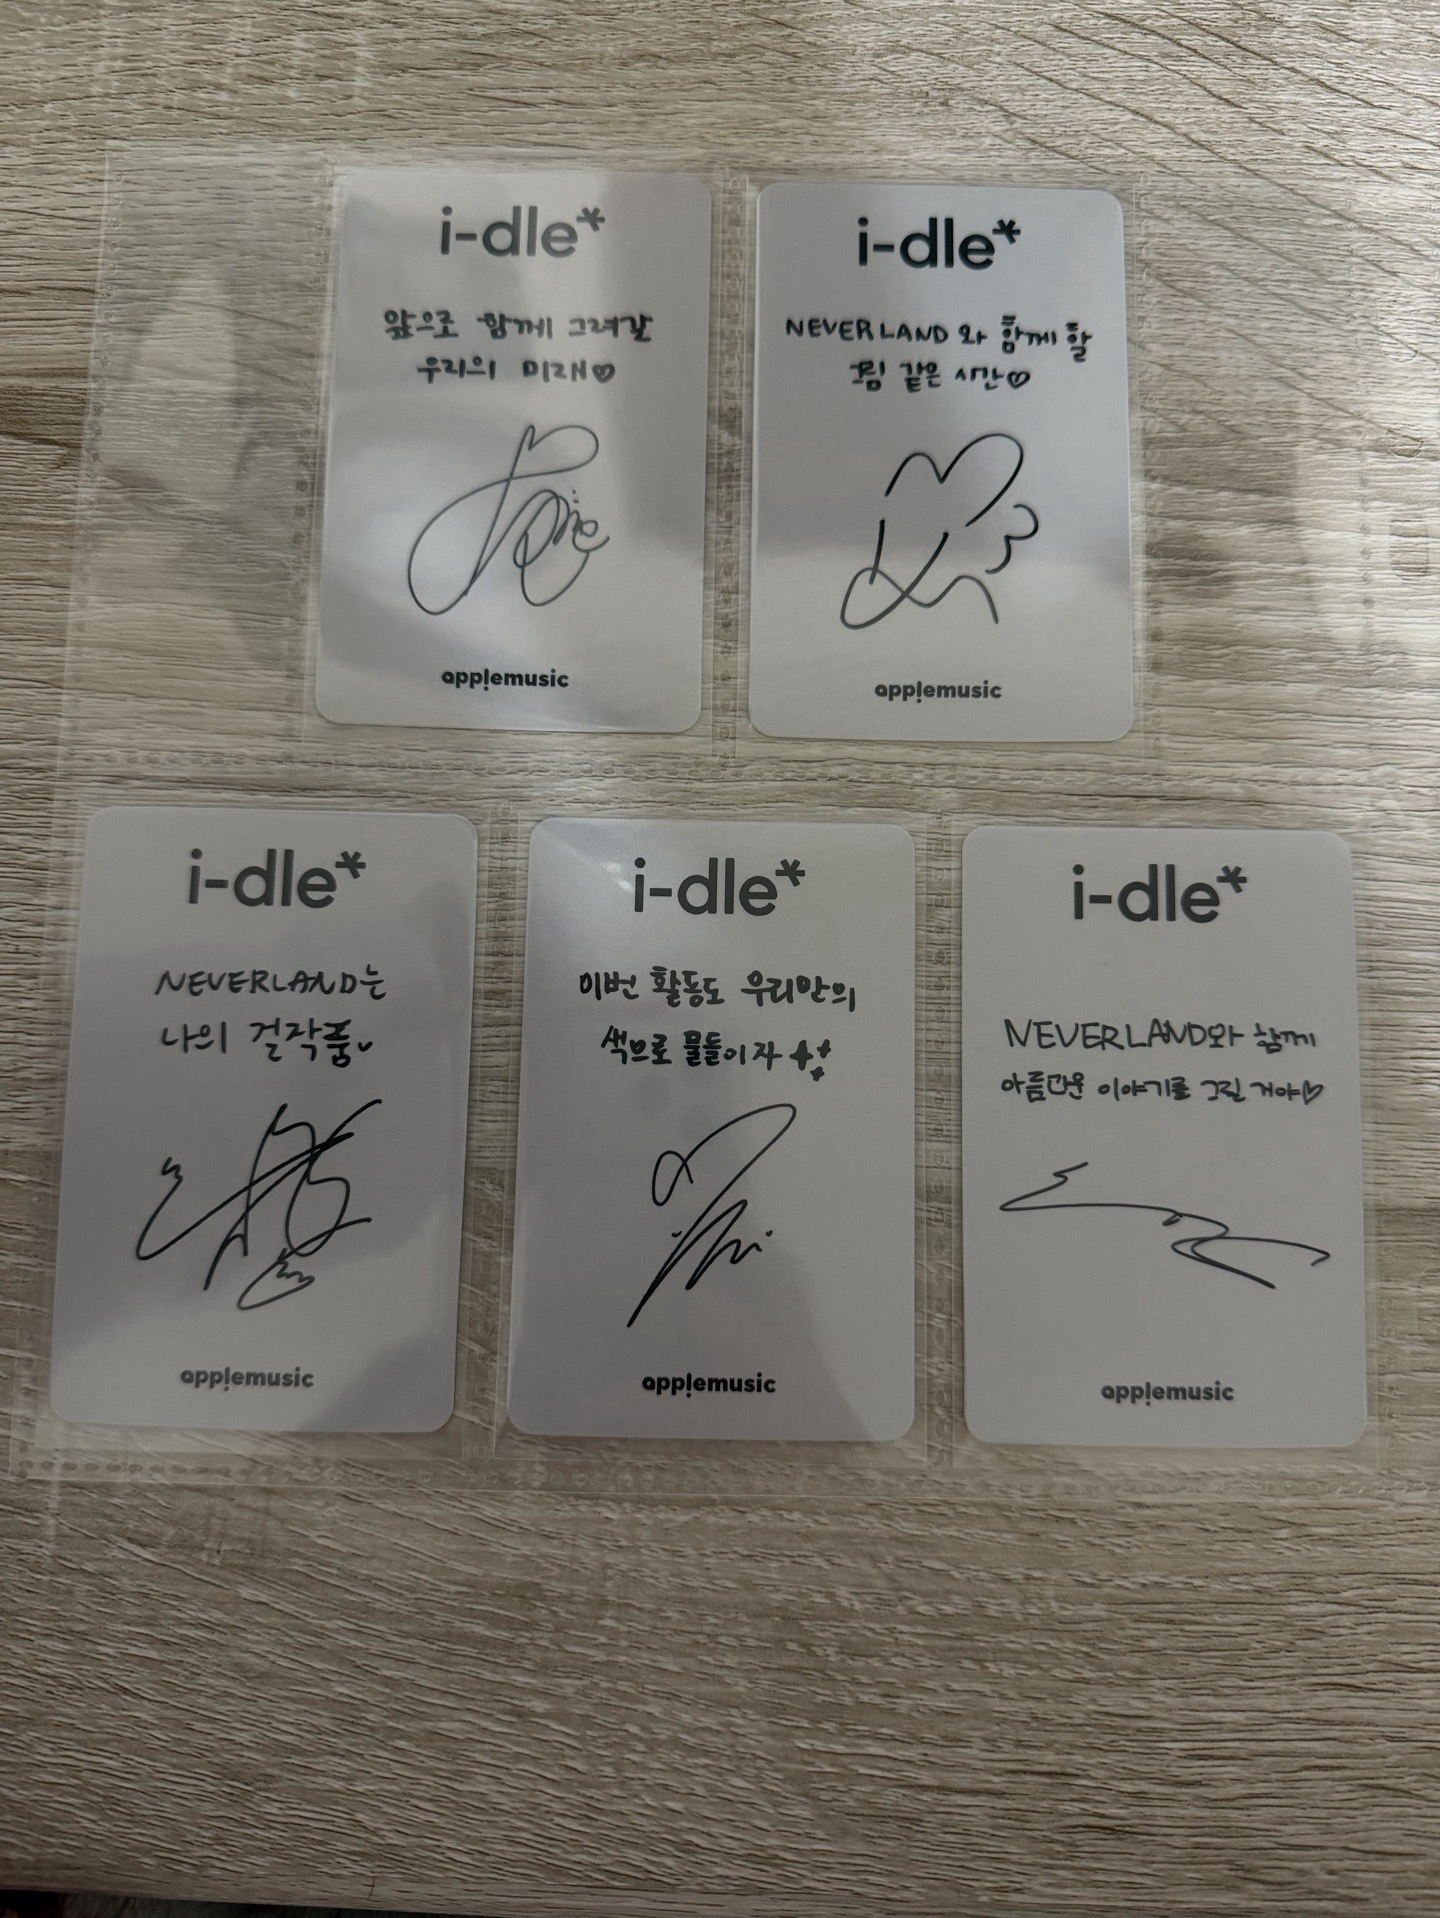 i-dle*
앞으로 함께 그려갈
우리의 미래♡
applemusic
i-dle*
NEVERLAND와 함께할
그림 같은 시간♡
applemusic
i-dle*
NEVERLAND는
나의 걸작품♥
applemusic
i-dle*
이번 활동도 우리만의
색으로 물들이자
applemusic
i-dle*
NEVERLAND와 함께
아름다운 이야기를 그릴 거야♡
applemusic